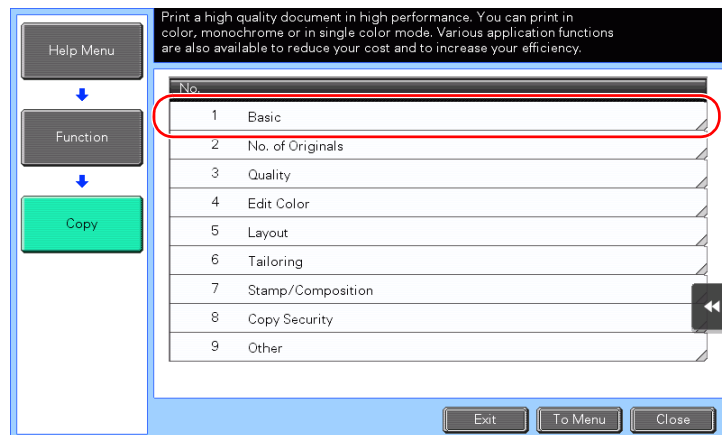 Print a high quality document in high performance. You can print in
color, monochrome or in single color mode. Various application functions
are also available to reduce your cost and to increase your efficiency.
Help Menu
Function
Copy
No.
1 Basic
2 No. of Originals
3 Quality
4 Edit Color
5 Layout
6 Tailoring
7 Stamp/Composition
8 Copy Security
9 Other
Exit To Menu Close